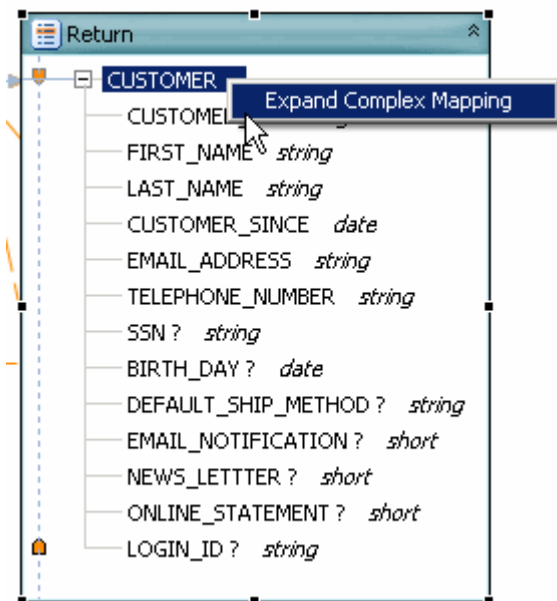 Return
CUSTOMER
Expand Complex Mapping
CUSTOMER
FIRST_NAME string
LAST_NAME string
CUSTOMER_SINCE date
EMAIL_ADDRESS string
TELEPHONE_NUMBER string
SSN ? string
BIRTH_DAY ? date
DEFAULT_SHIP_METHOD ? string
EMAIL_NOTIFICATION ? short
NEWS_LETTTER ? short
ONLINE_STATEMENT ? short
LOGIN_ID ? string